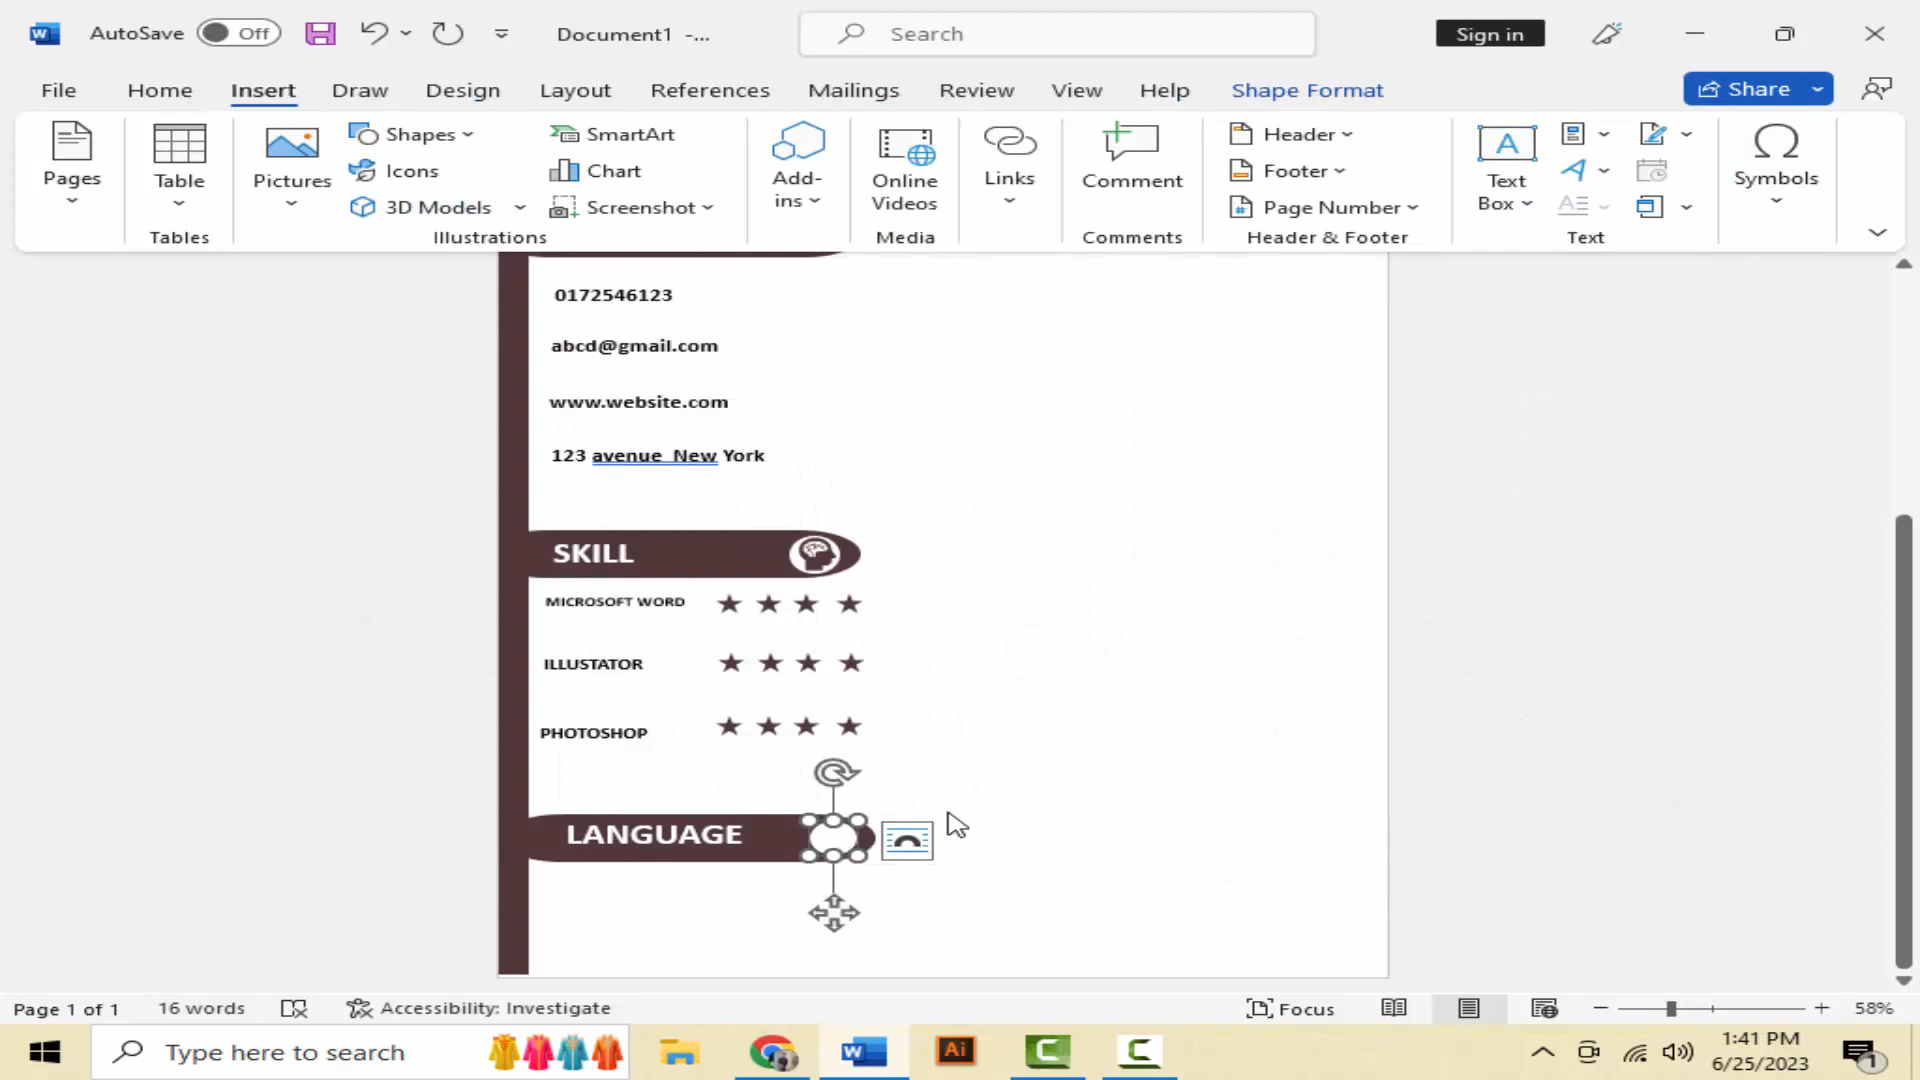 AutoSave Off Document1 -... Search Sign in
File Home Insert Draw Design Layout References Mailings Review View Help Shape Format Share
Pages
Table
Tables
Pictures
Shapes
Icons
3D Models
SmartArt
Chart
Screenshot
Illustrations
Add-
ins
Online
Videos
Media
Links
Comment
Comments
Header
Footer
Page Number
Header & Footer
Text
Box
Text
Symbols
0172546123
abcd@gmail.com
www.website.com
123 avenue New York
SKILL
MICROSOFT WORD
ILLUSTATOR
PHOTOSHOP
LANGUAGE
Page 1 of 1 16 words Accessibility: Investigate Focus 58%
Type here to search
Ai
1:41 PM
6/25/2023
1